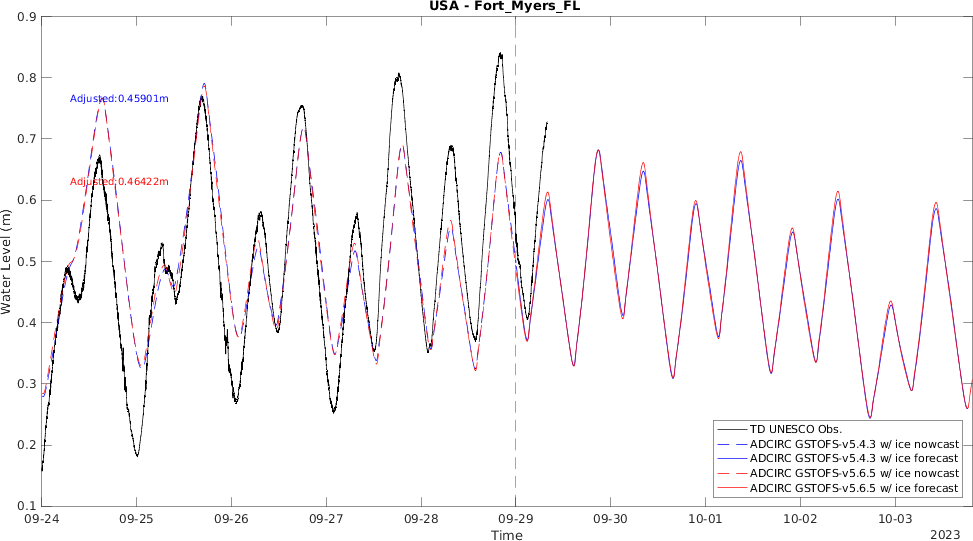 USA - Fort_Myers_FL
0.9
0.8
Adjusted:0.45901m
0.7
Adjusted:0.46422m
0.6
0.5
Water Level (m)
0.4
0.3
0.2
0.1
TD UNESCO Obs.
ADCIRC GSTOFS-v5.4.3 w/ ice nowcast
ADCIRC GSTOFS-v5.4.3 w/ ice forecast
ADCIRC GSTOFS-v5.6.5 w/ ice nowcast
ADCIRC GSTOFS-v5.6.5 w/ ice forecast
09-24 09-25 09-26 09-27 09-28 09-29 09-30 10-01 10-02 10-03
Time
2023